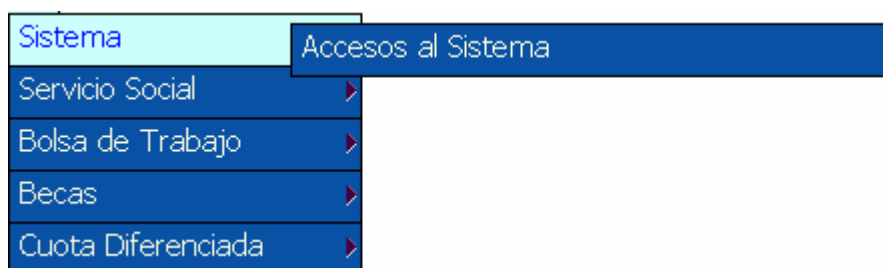 Sistema
Accesos al Sistema
Servicio Social
Bolsa de Trabajo
Becas
Cuota Diferenciada